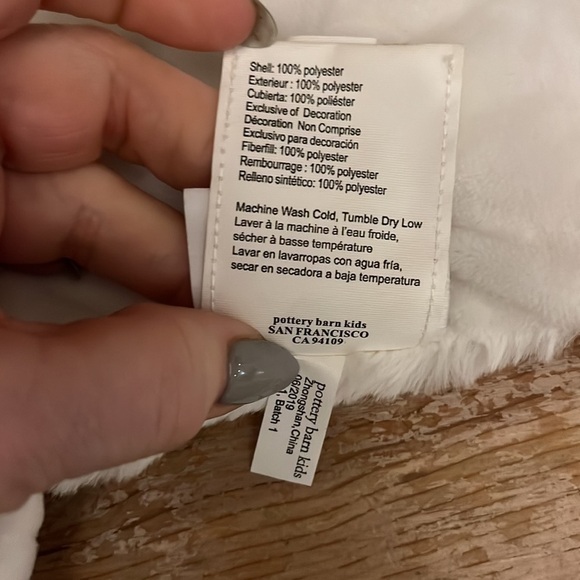 Shell: 100% polyester
Exterieur : 100% polyester
Cubierta: 100% poliéster
Exclusive of Decoration
Décoration Non Comprise
Exclusivo para decoración
Fiberfill: 100% polyester
Rembourrage : 100% polyester
Relleno sintético: 100% polyester
Machine Wash Cold, Tumble Dry Low
Laver à la machine à l'eau froide,
sécher à basse température
Lavar en lavarropas con agua fría,
secar en secadora a baja temperatura
pottery barn kids
SAN FRANCISCO
CA 94109
pottery barn kids
Zhongshan,China
06/2019
, Batch 1